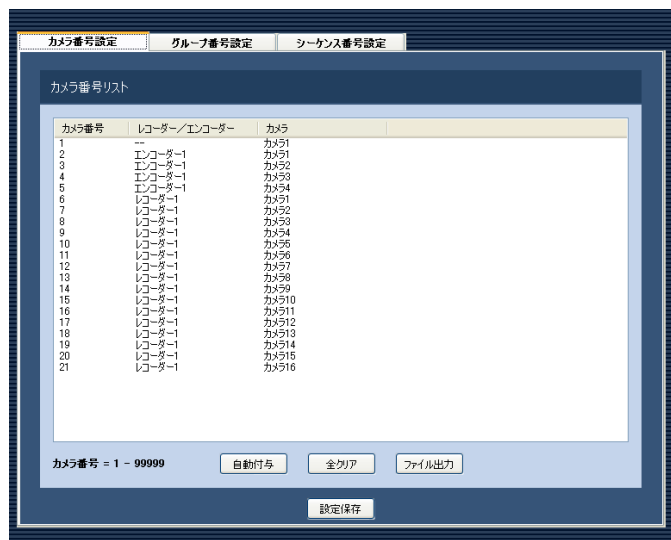 カメラ番号設定 グループ番号設定 シーケンス番号設定
カメラ番号リスト
カメラ番号 レコーダー／エンコーダー カメラ
1 -- カメラ1
2 エンコーダー1 カメラ1
3 エンコーダー1 カメラ2
4 エンコーダー1 カメラ3
5 エンコーダー1 カメラ4
6 レコーダー1 カメラ1
7 レコーダー1 カメラ2
8 レコーダー1 カメラ3
9 レコーダー1 カメラ4
10 レコーダー1 カメラ5
11 レコーダー1 カメラ6
12 レコーダー1 カメラ7
13 レコーダー1 カメラ8
14 レコーダー1 カメラ9
15 レコーダー1 カメラ10
16 レコーダー1 カメラ11
17 レコーダー1 カメラ12
18 レコーダー1 カメラ13
19 レコーダー1 カメラ14
20 レコーダー1 カメラ15
21 レコーダー1 カメラ16
カメラ番号 = 1 - 99999 自動付与 全クリア ファイル出力
設定保存